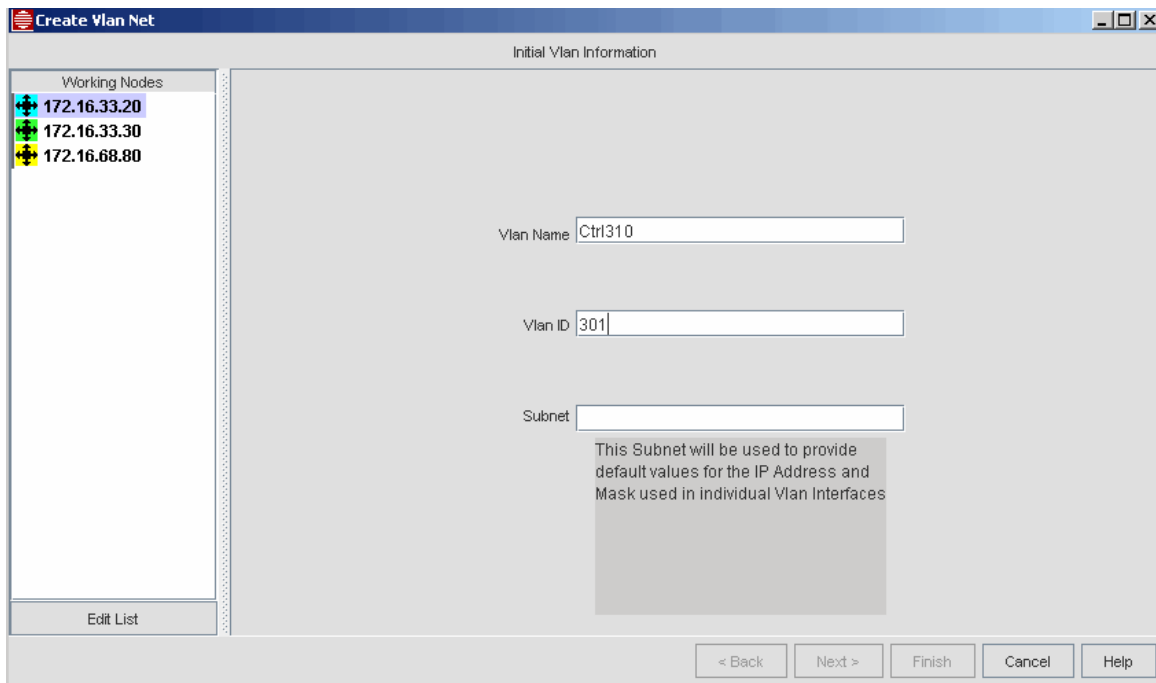 Create Vlan Net
Initial Vlan Information
Working Nodes
172.16.33.20
172.16.33.30
172.16.68.80
Vlan Name Ctrl310
Vlan ID 301
Subnet
This Subnet will be used to provide
default values for the IP Address and
Mask used in individual Vlan Interfaces
Edit List
< Back Next > Finish Cancel Help